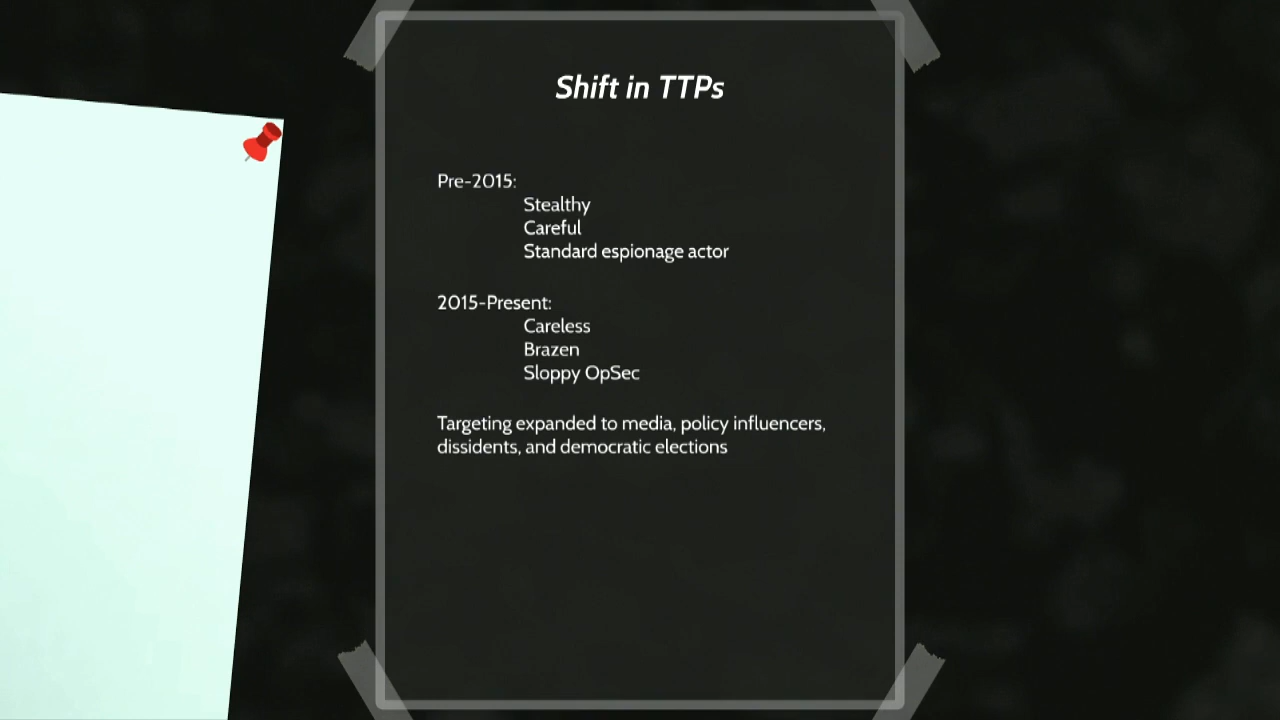 Shift in TTPs
Pre-2015:
Stealthy
Careful
Standard espionage actor
2015-Present:
Careless
Brazen
Sloppy OpSec
Targeting expanded to media, policy influencers,
dissidents, and democratic elections